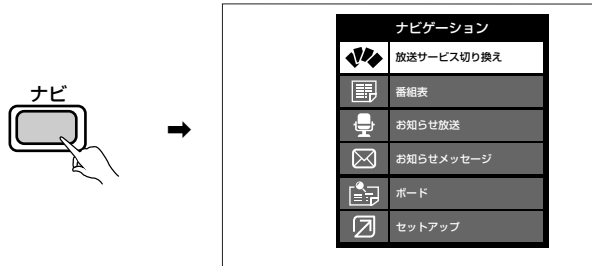 ナビ
ナビゲーション
放送サービス切り換え
番組表
お知らせ放送
お知らせメッセージ
ボード
セットアップ